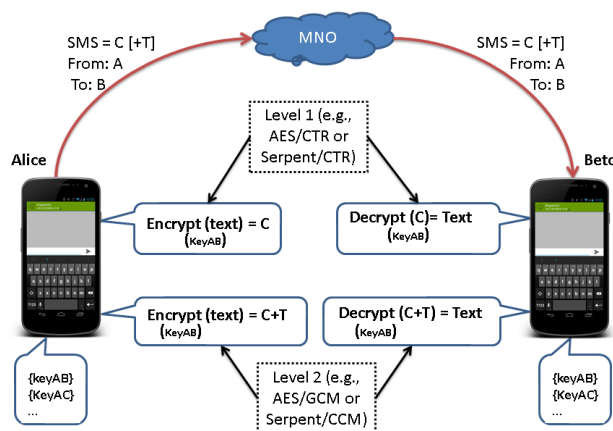 SMS = C [+T]
From: A
To: B
MNO
SMS = C [+T]
From: A
To: B
Level 1 (e.g.,
AES/CTR or
Serpent/CTR)
Alice
Beto
Encrypt (text) = C
(KeyAB)
Decrypt (C)= Text
(KeyAB)
Encrypt (text) = C+T
(KeyAB)
Decrypt (C+T) = Text
(KeyAB)
Level 2 (e.g.,
AES/GCM or
Serpent/CCM)
{keyAB}
{KeyAC}
...
{keyAB}
{KeyAC}
...